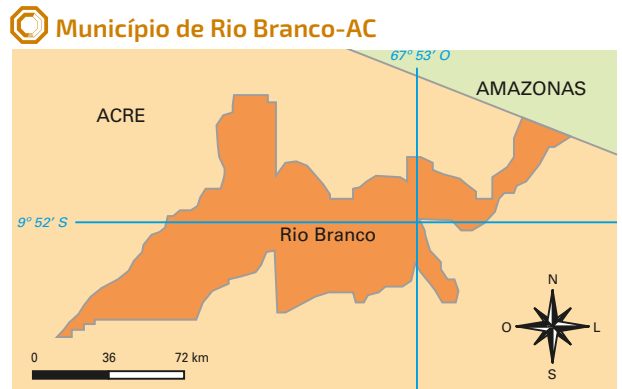 Município de Rio Branco-AC
67° 53' O
AMAZONAS
ACRE
9° 52' S
Rio Branco
N
O L
S
0 36 72 km